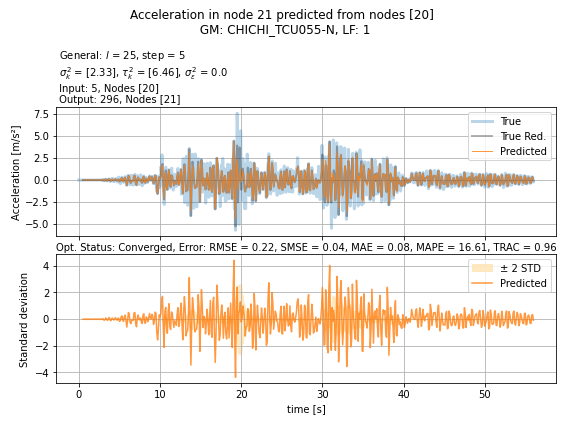 Acceleration in node 21 predicted from nodes [20]
GM: CHICHI_TCU055-N, LF: 1
General: l = 25, step = 5
σ²ₖ = [2.33], τ²ₖ = [6.46], σ²ε = 0.0
Input: 5, Nodes [20]
Output: 296, Nodes [21]
Acceleration [m/s²]
7.5
5.0
2.5
0.0
−2.5
−5.0
True
True Red.
Predicted
Opt. Status: Converged, Error: RMSE = 0.22, SMSE = 0.04, MAE = 0.08, MAPE = 16.61, TRAC = 0.96
Standard deviation
4
2
0
−2
−4
± 2 STD
Predicted
0 10 20 30 40 50
time [s]